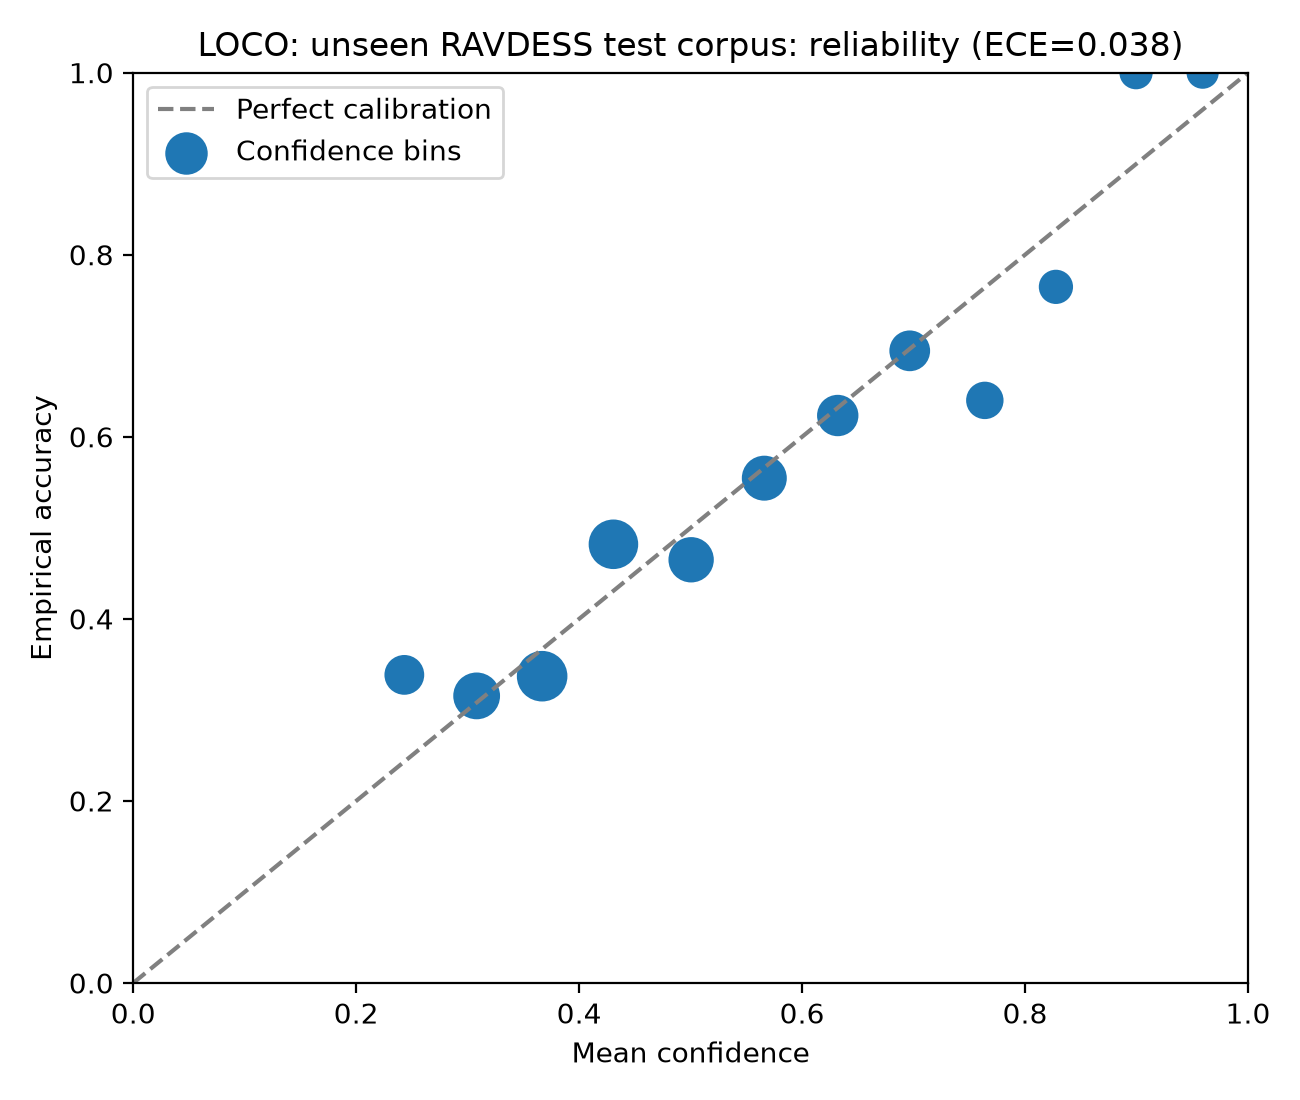 LOCO: unseen RAVDESS test corpus: reliability (ECE=0.038)
Perfect calibration
Confidence bins
Empirical accuracy
1.0
0.8
0.6
0.4
0.2
0.0
0.0 0.2 0.4 0.6 0.8 1.0
Mean confidence